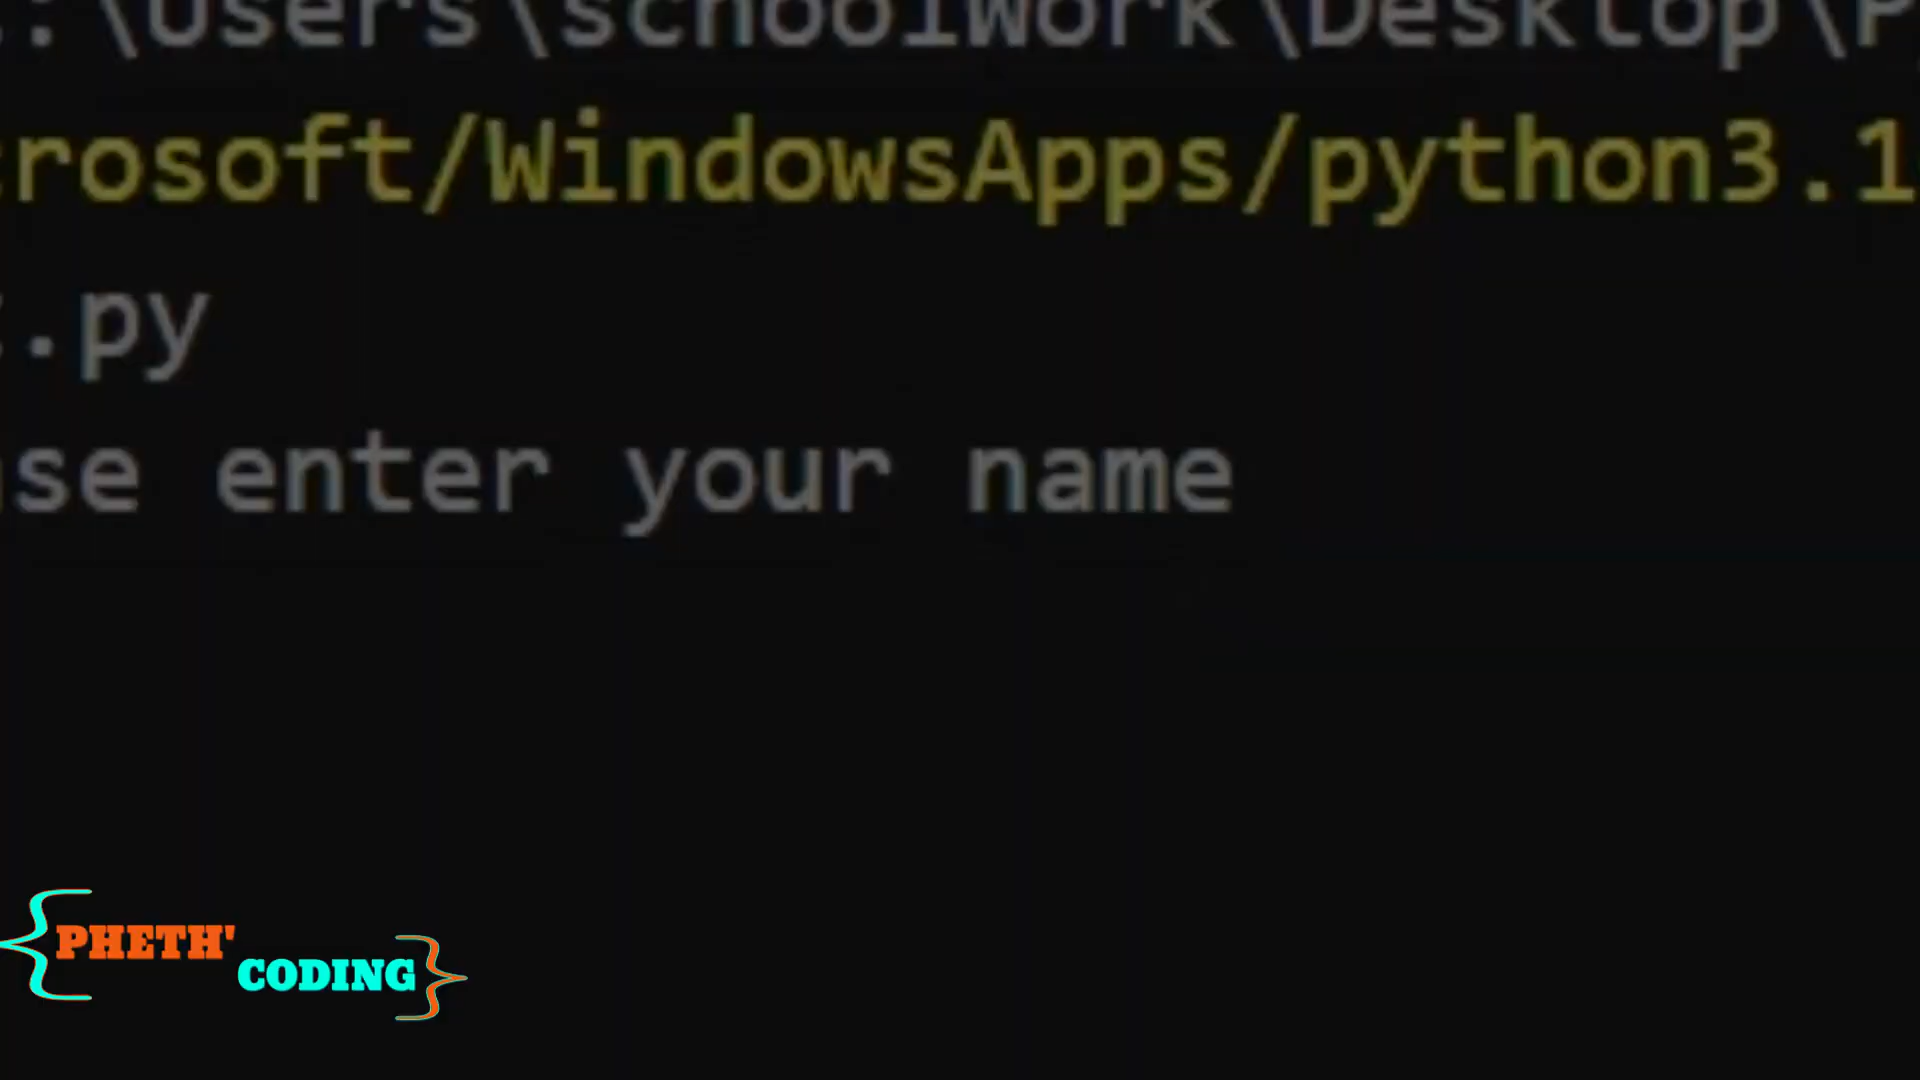 :\Users\schoolWork\Desktop\P
rosoft/WindowsApps/python3.1
.py
se enter your name
PHETH'
CODING